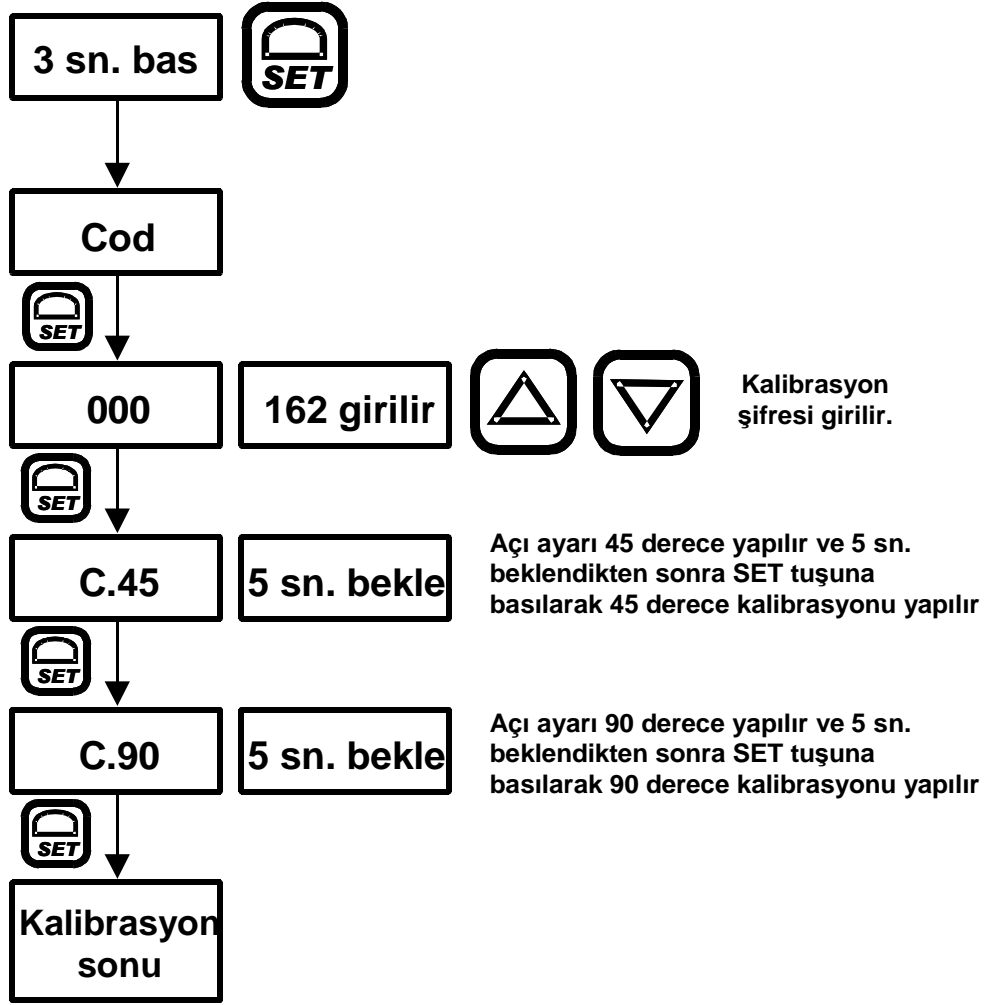 3 sn. bas
SET
Cod
SET
000
162 girilir
Kalibrasyon
şifresi girilir.
SET
C.45
5 sn. bekle
Açı ayarı 45 derece yapılır ve 5 sn.
beklendikten sonra SET tuşuna
basılarak 45 derece kalibrasyonu yapılır
SET
C.90
5 sn. bekle
Açı ayarı 90 derece yapılır ve 5 sn.
beklendikten sonra SET tuşuna
basılarak 90 derece kalibrasyonu yapılır
SET
Kalibrasyon
sonu